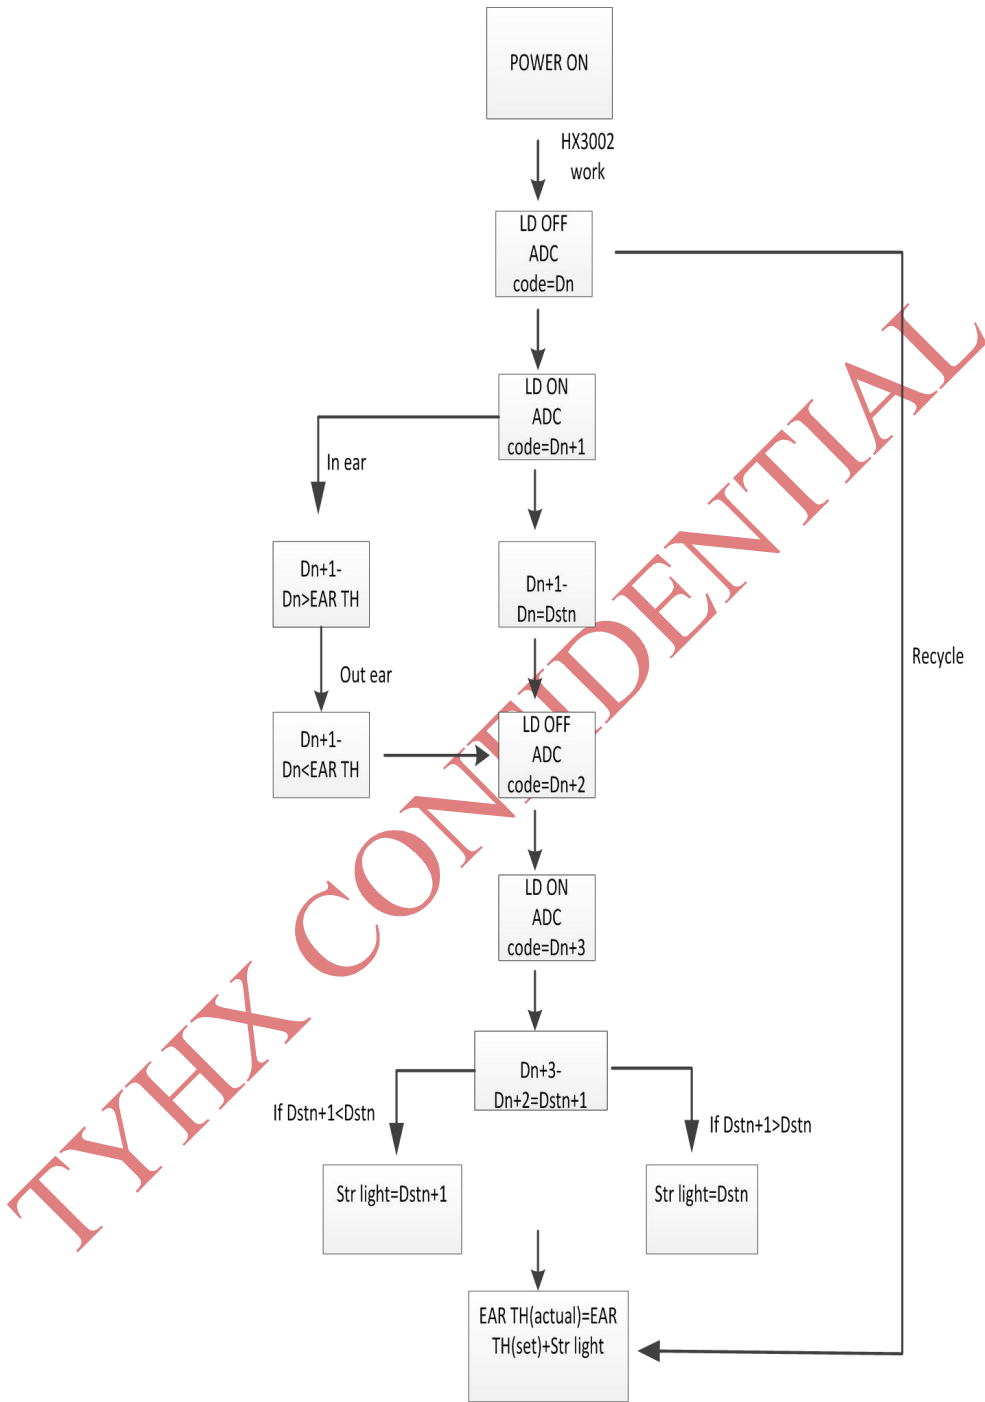 POWER ON
HX3002
work
LD OFF
ADC
code=Dn
LD ON
ADC
code=Dn+1
In ear
Dn+1-
Dn>EAR TH
Dn+1-
Dn=Dstn
Recycle
Out ear
Dn+1-
Dn<EAR TH
LD OFF
ADC
code=Dn+2
LD ON
ADC
code=Dn+3
Dn+3-
Dn+2=Dstn+1
If Dstn+1<Dstn
If Dstn+1>Dstn
Str light=Dstn+1
Str light=Dstn
EAR TH(actual)=EAR
TH(set)+Str light
TYHX CONFIDENTIAL